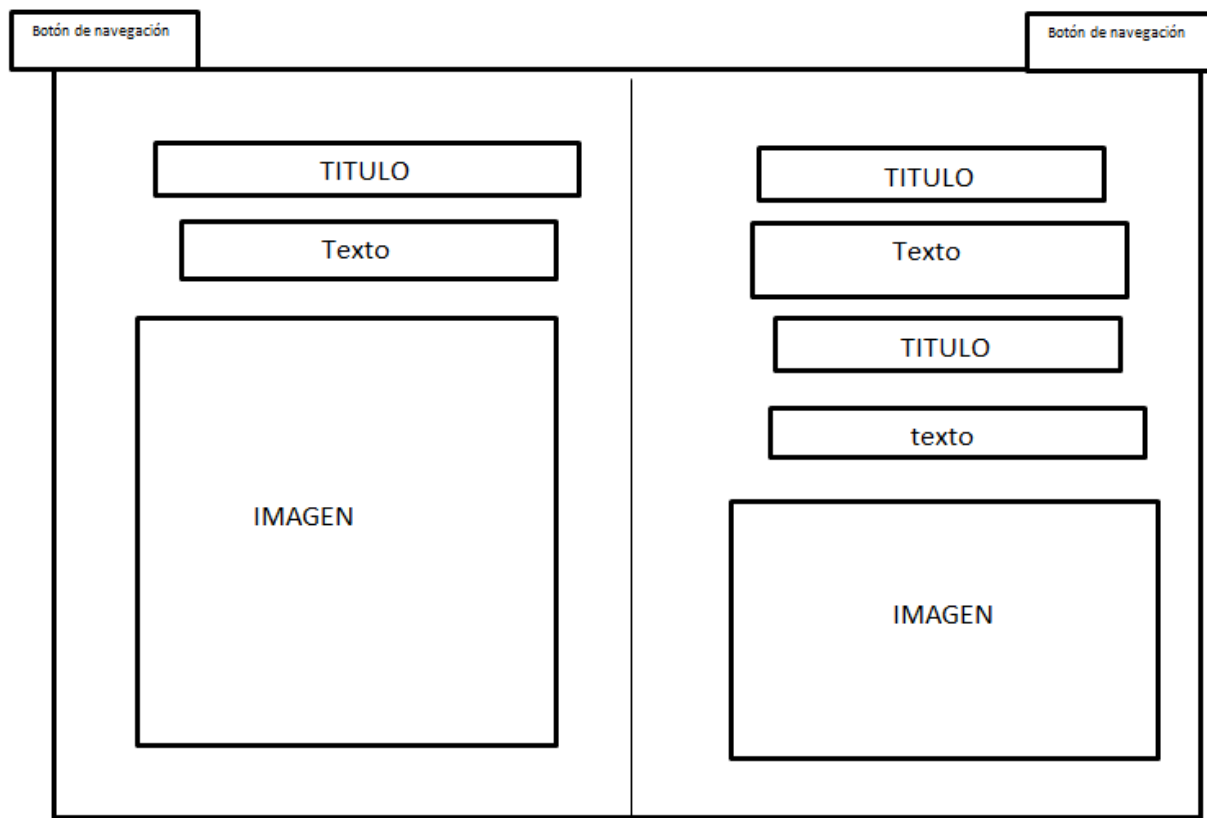 Botón de navegación
Botón de navegación
TITULO
Texto
IMAGEN
TITULO
Texto
TITULO
texto
IMAGEN